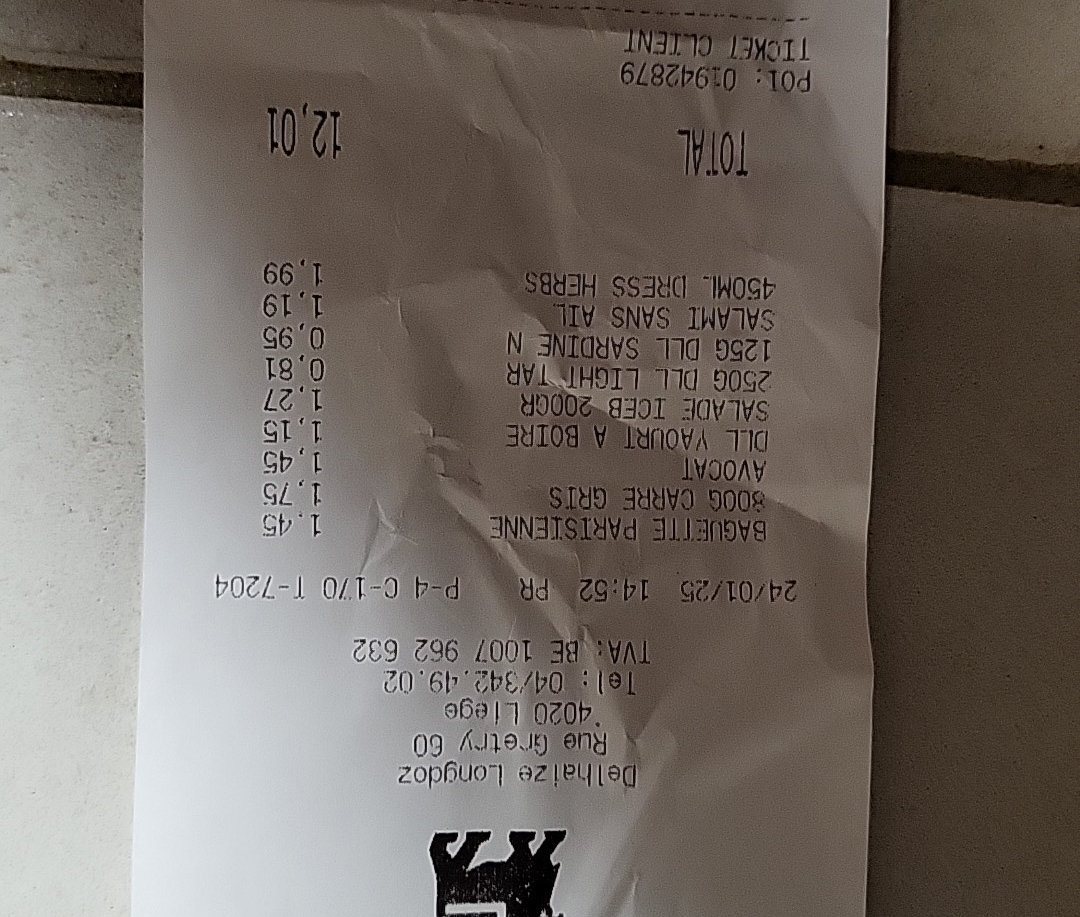 Delhaize Longdoz
Rue Gretry 60
4020 Liege
Tel: 04/342.49.02
TVA: BE 1007 962 632
24/01/25 14:52 PR P-4 C-170 T-7204
BAGUETTE PARISIENNE 1,45
800G CARRE GRIS 1,75
AVOCAT 1,45
DLL YAOURT A BOIRE 1,15
SALADE ICEB 200GR 1,27
250G DLL LIGHT TAR 0,81
125G DLL SARDINE N 0,95
SALAMI SANS AIL 1,19
450ML DRESS HERBS 1,99
TOTAL 12,01
POI: 01942879
TICKET CLIENT